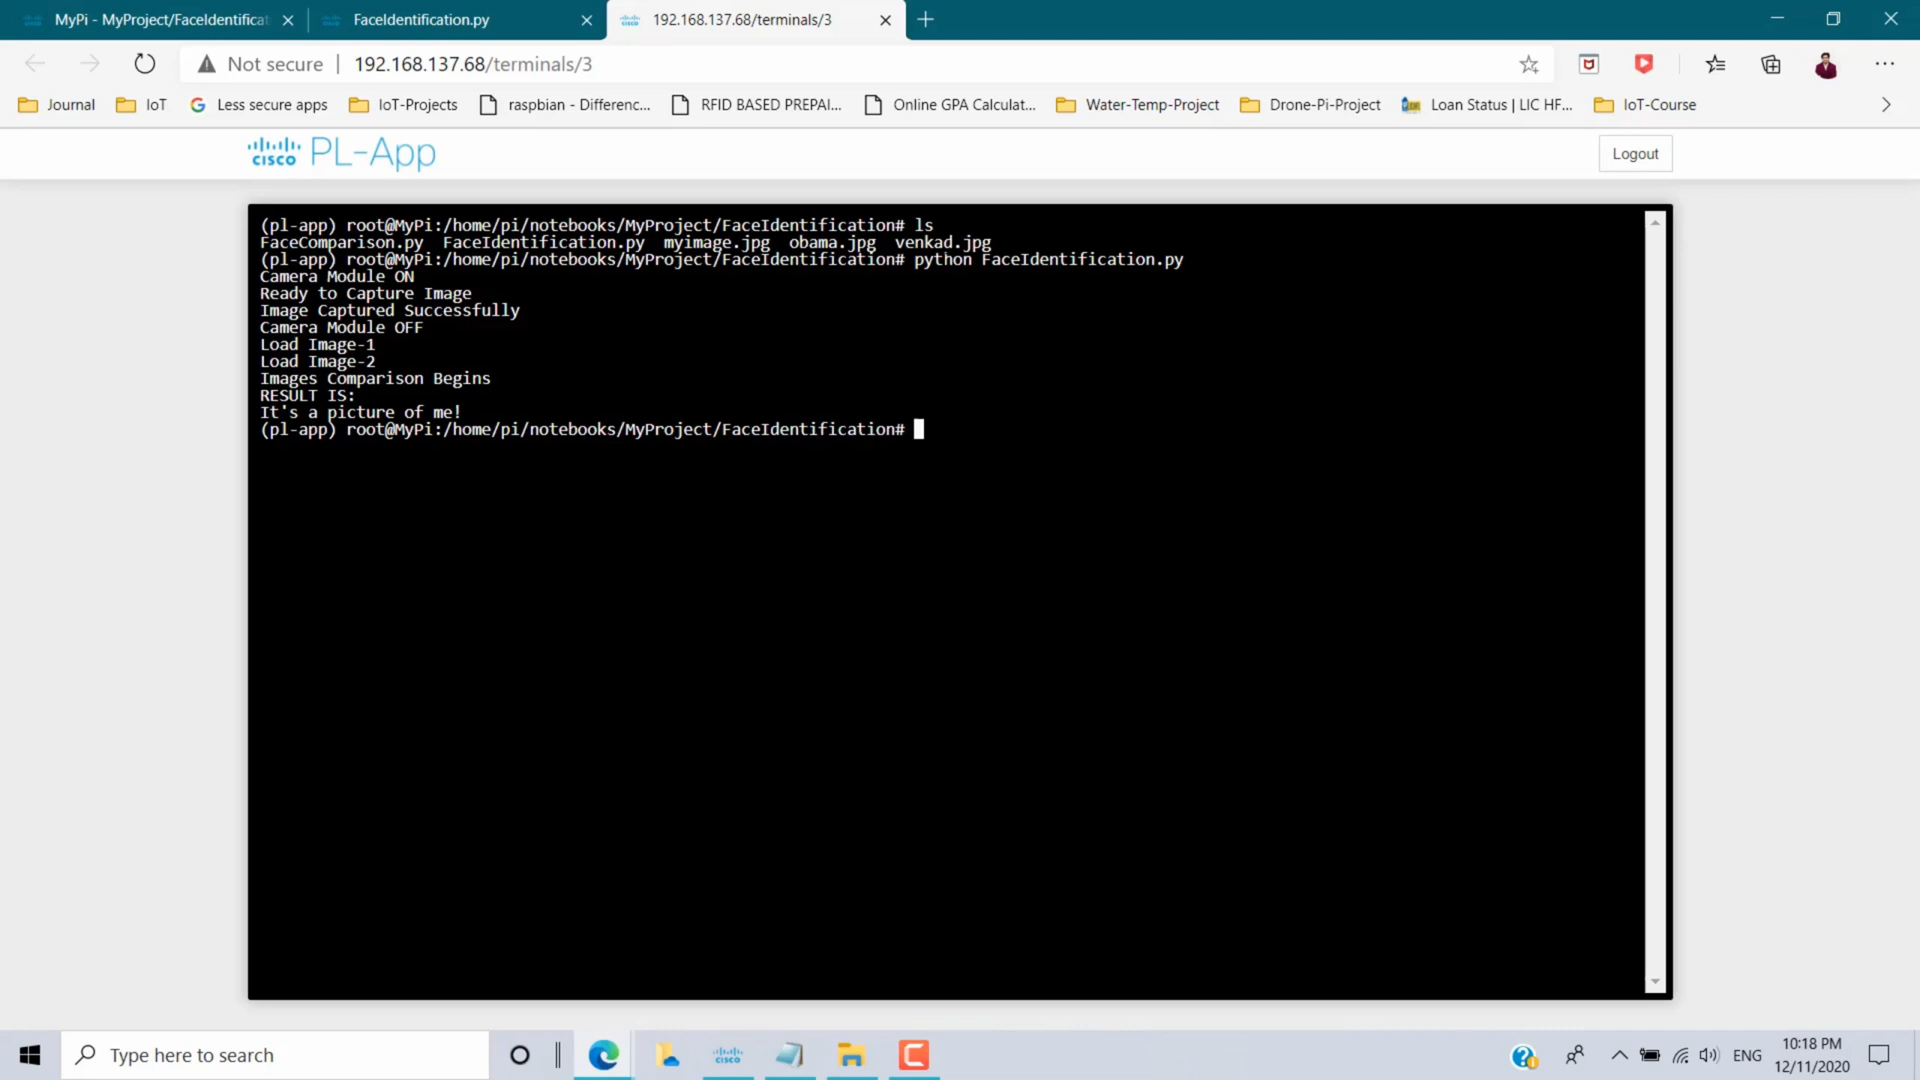 MyPi - MyProject/FaceIdentificat
FaceIdentification.py
192.168.137.68/terminals/3
Not secure | 192.168.137.68/terminals/3
Journal
IoT
Less secure apps
IoT-Projects
raspbian - Differenc...
RFID BASED PREPAI...
Online GPA Calculat...
Water-Temp-Project
Drone-Pi-Project
Loan Status | LIC HF...
IoT-Course
cisco PL-App
Logout
(pl-app) root@MyPi:/home/pi/notebooks/MyProject/FaceIdentification# ls
FaceComparison.py  FaceIdentification.py  myimage.jpg  obama.jpg  venkad.jpg
(pl-app) root@MyPi:/home/pi/notebooks/MyProject/FaceIdentification# python FaceIdentification.py
Camera Module ON
Ready to Capture Image
Image Captured Successfully
Camera Module OFF
Load Image-1
Load Image-2
Images Comparison Begins
RESULT IS:
It's a picture of me!
(pl-app) root@MyPi:/home/pi/notebooks/MyProject/FaceIdentification#
Type here to search
cisco
ENG
10:18 PM
12/11/2020